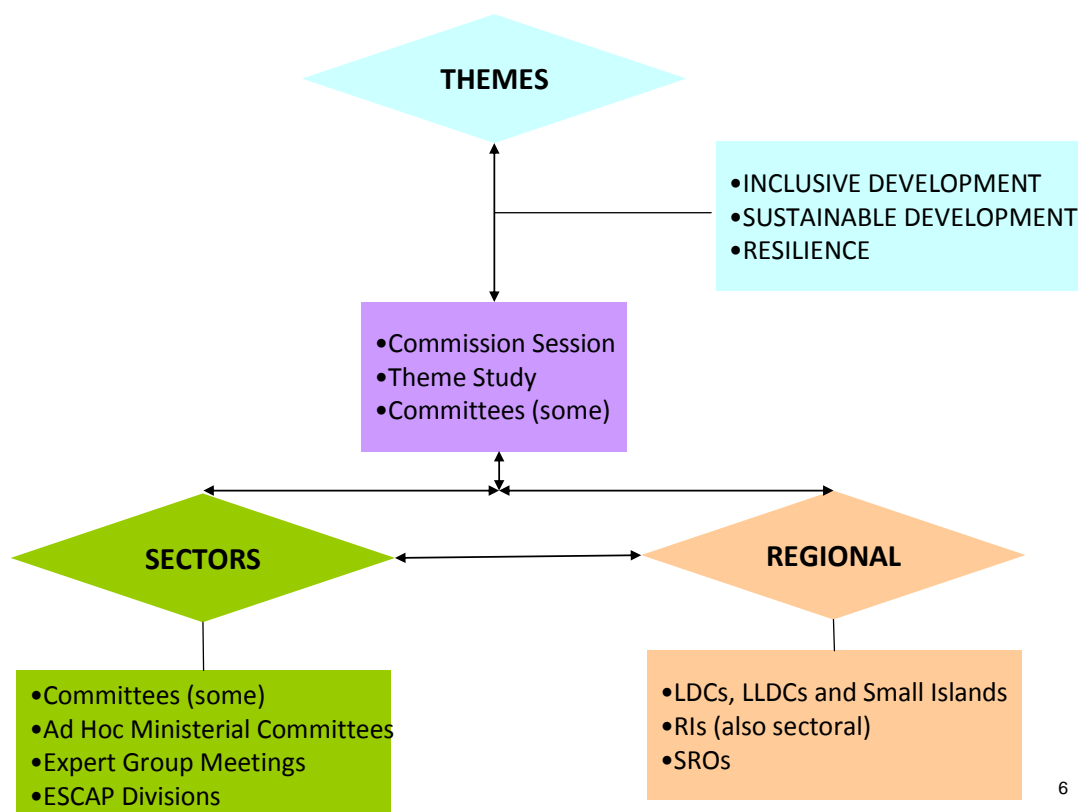 THEMES
•INCLUSIVE DEVELOPMENT
•SUSTAINABLE DEVELOPMENT
•RESILIENCE
•Commission Session
•Theme Study
•Committees (some)
SECTORS
REGIONAL
•Committees (some)
•Ad Hoc Ministerial Committees
•Expert Group Meetings
•ESCAP Divisions
•LDCs, LLDCs and Small Islands
•RIs (also sectoral)
•SROs
6